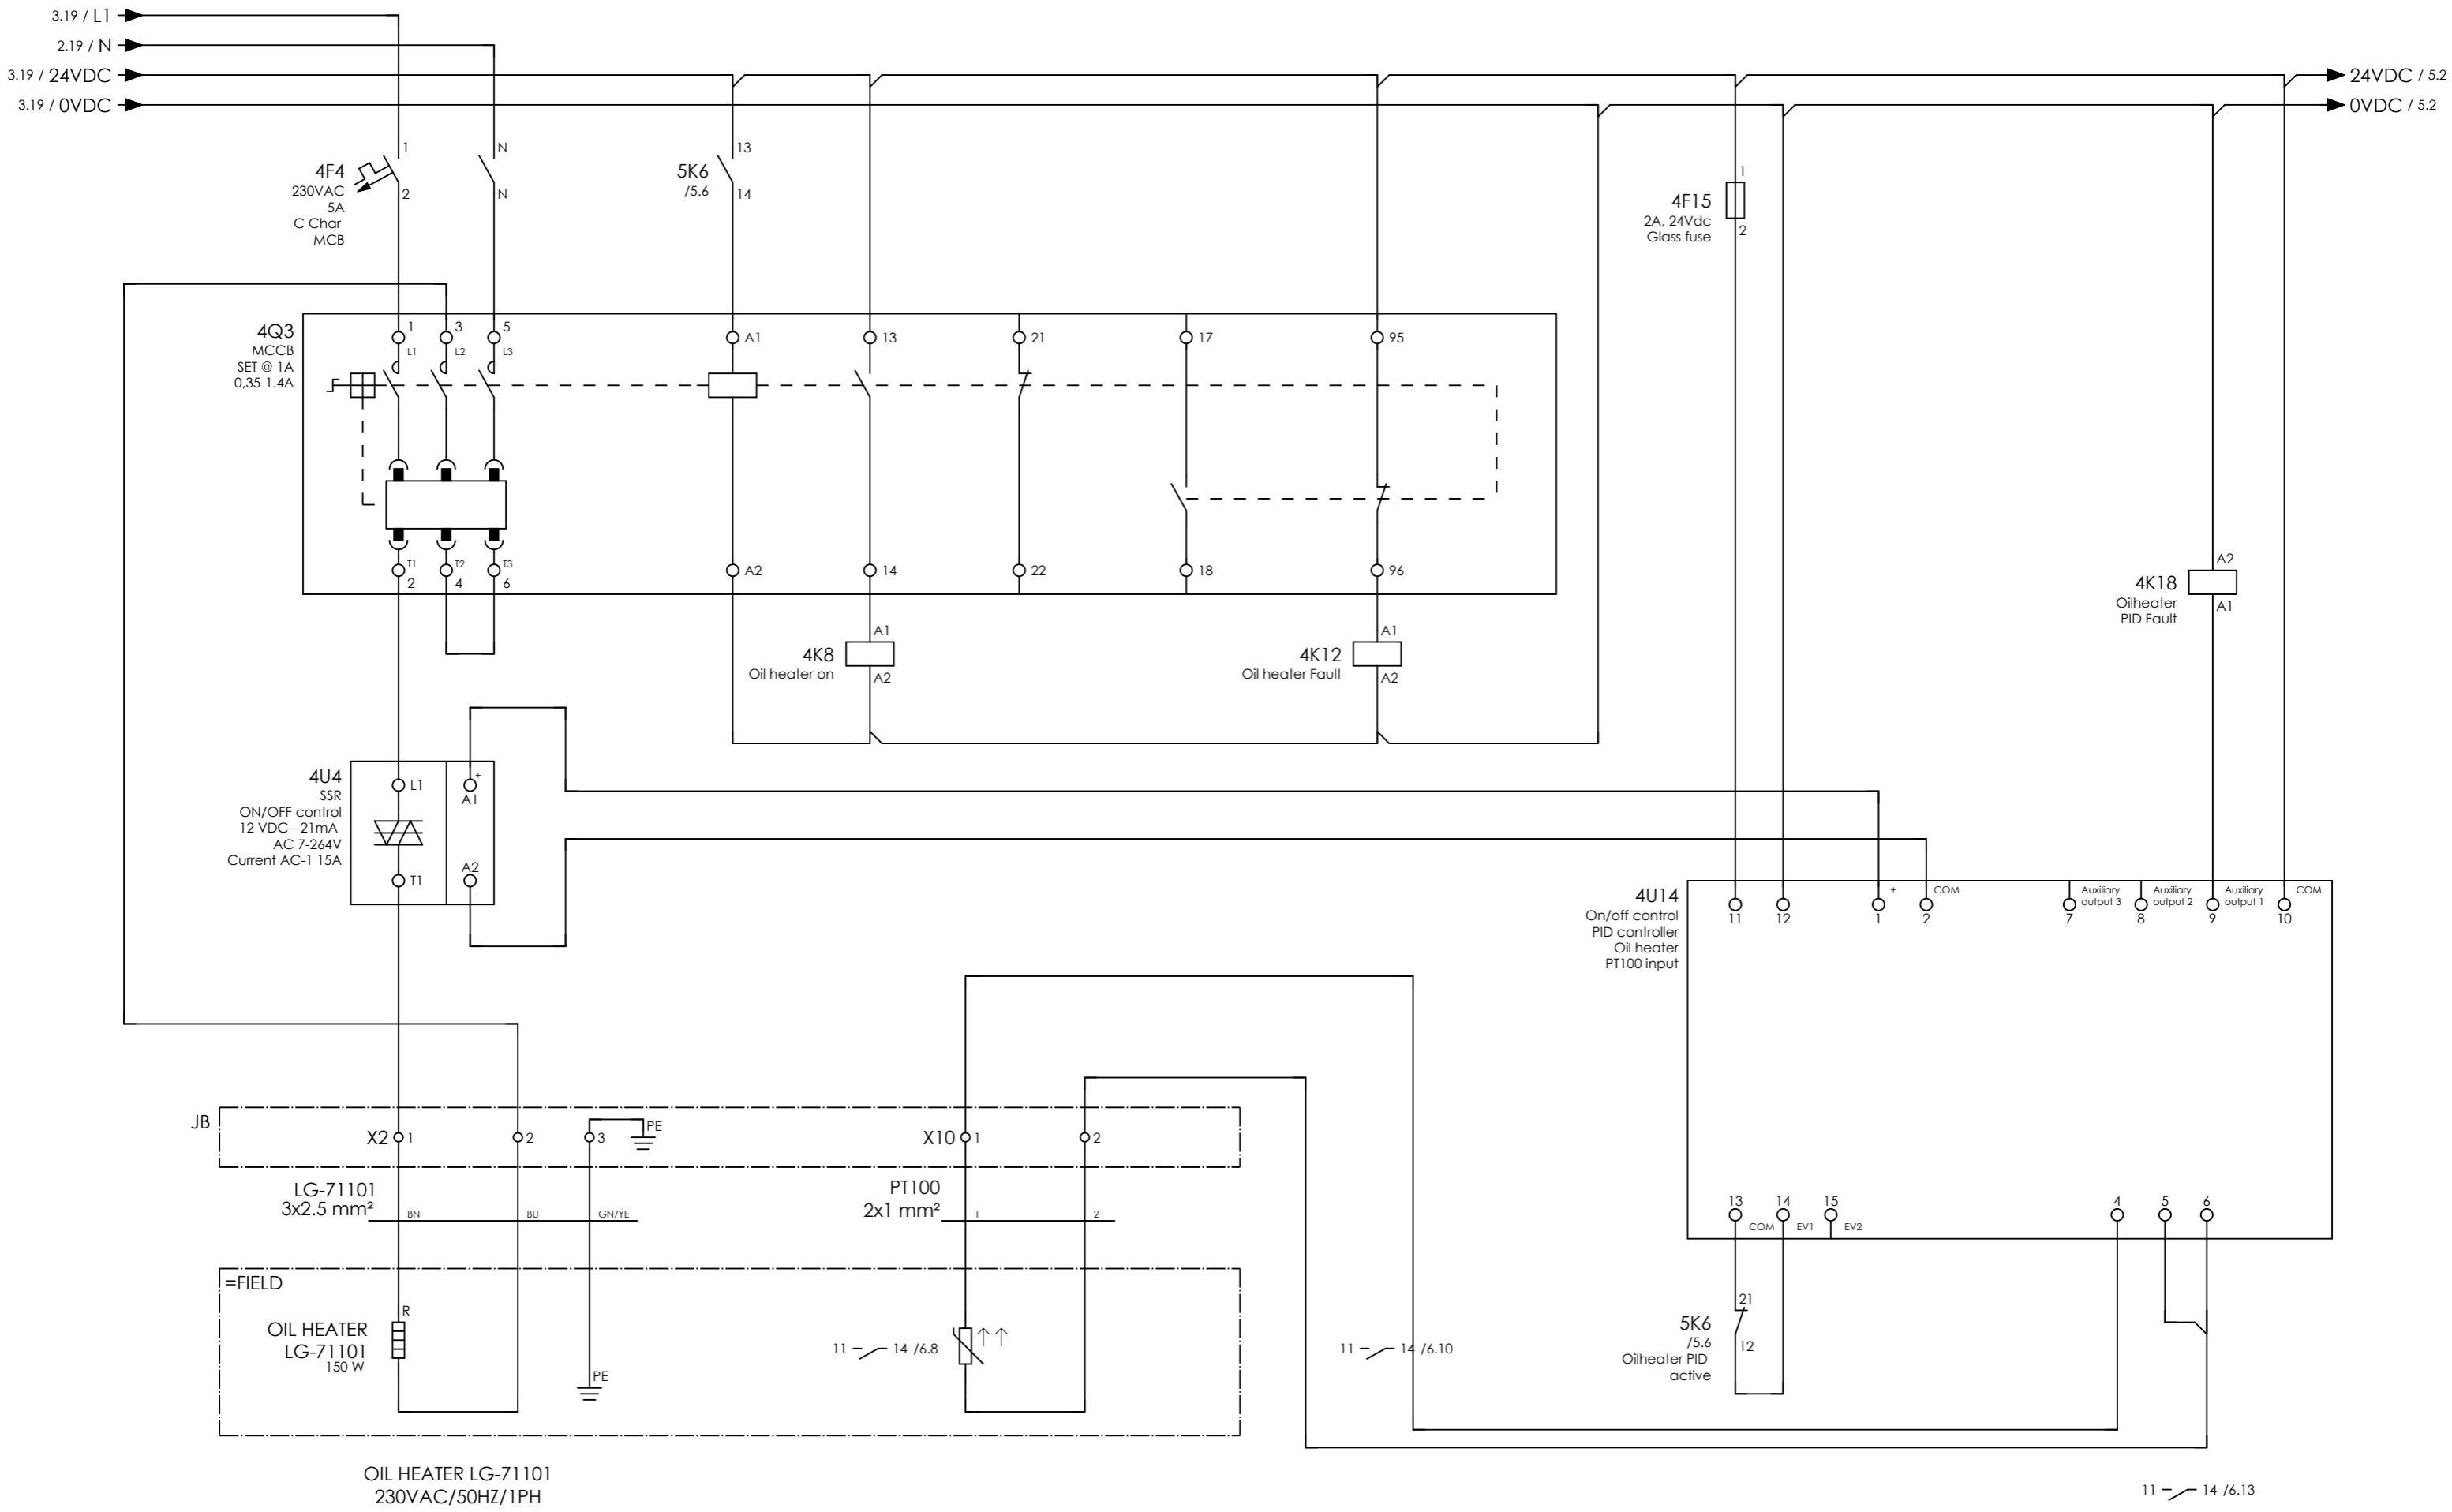 3.19 / L1
2.19 / N
3.19 / 24VDC
24VDC / 5.2
3.19 / 0VDC
0VDC / 5.2
4F4
230VAC
5A
C Char
MCB
1
2
N
N
5K6
/5.6
13
14
4F15
2A, 24Vdc
Glass fuse
1
2
4Q3
MCCB
SET @ 1A
0,35-1.4A
1
3
5
L1
L2
L3
A1
13
21
17
95
T1
T2
T3
2
4
6
A2
14
22
18
96
4K8
Oil heater on
A1
A2
4K12
Oil heater Fault
A1
A2
4K18
Oilheater
PID Fault
A2
A1
4U4
SSR
ON/OFF control
12 VDC - 21mA
AC 7-264V
Current AC-1 15A
L1
T1
+
A1
A2
-
4U14
On/off control
PID controller
Oil heater
PT100 input
+
COM
Auxiliary
output 3
Auxiliary
output 2
Auxiliary
output 1
COM
11
12
1
2
7
8
9
10
13
14
15
4
5
6
COM
EV1
EV2
JB
X2
1
2
3
PE
X10
1
2
LG-71101
3x2.5 mm²
BN
BU
GN/YE
PT100
2x1 mm²
1
2
=FIELD
R
OIL HEATER
LG-71101
150 W
PE
11
14 /6.8
11
14 /6.10
5K6
/5.6
Oilheater PID
active
21
12
OIL HEATER LG-71101
230VAC/50HZ/1PH
11
14 /6.13